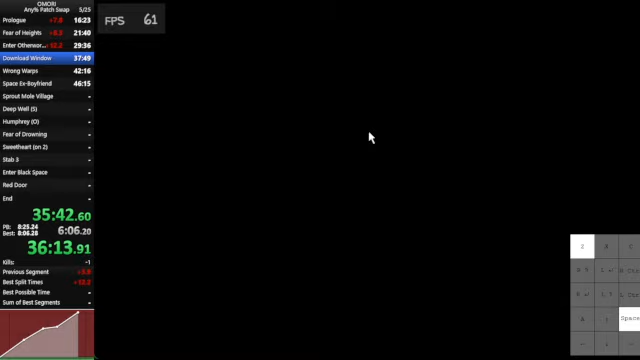 OMORI
Any% Patch Swap 5/25
Prologue +7.8 16:23
Fear of Heights 21:40
Enter Otherwor... +12.2 29:36
Download Window 37:49
Wrong Warps 42:16
Space Ex-Boyfriend 46:15
Sprout Mole Village -
Deep Well (5) -
Humphrey (O) -
Fear of Drowning -
Sweetheart (on 2) -
Stab 3 -
Enter Black Space -
Red Door -
End -
35:42.60
PB: 8:25.24
Best: 8:06.28
6:06.20
36:13.91
Kills: -1
Previous Segment
Best Split Times +12.2
Best Possible Time -
Sum of Best Segments -
FPS 61
Z
Space